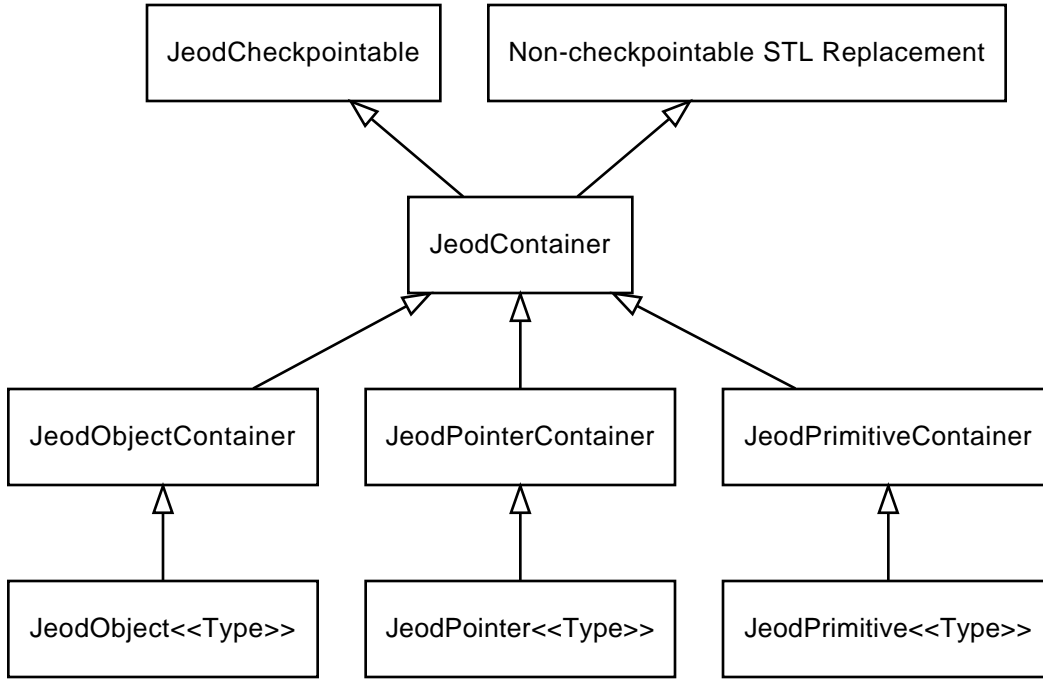 JeodCheckpointable
Non-checkpointable STL Replacement
JeodContainer
JeodObjectContainer
JeodPointerContainer
JeodPrimitiveContainer
JeodObject<<Type>>
JeodPointer<<Type>>
JeodPrimitive<<Type>>